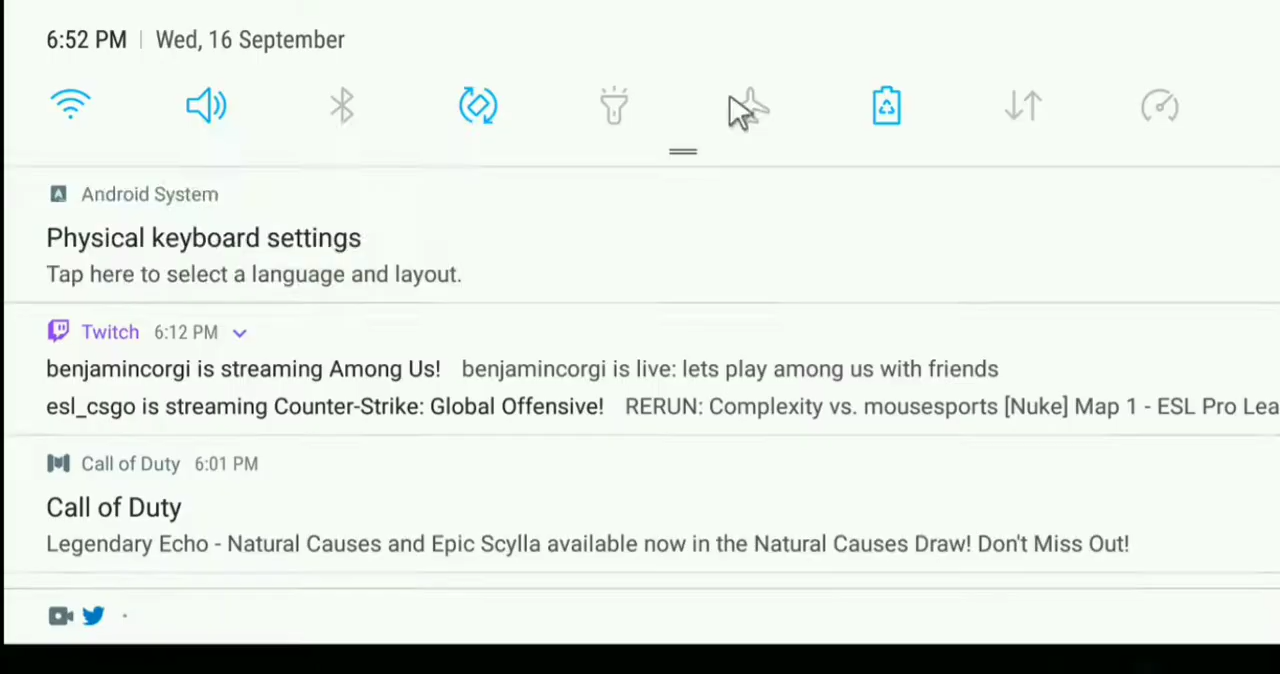 6:52 PM | Wed, 16 September
Android System
Physical keyboard settings
Tap here to select a language and layout.
Twitch 6:12 PM
benjamincorgi is streaming Among Us! benjamincorgi is live: lets play among us with friends
esl_csgo is streaming Counter-Strike: Global Offensive! RERUN: Complexity vs. mousesports [Nuke] Map 1 - ESL Pro Lea
Call of Duty 6:01 PM
Call of Duty
Legendary Echo - Natural Causes and Epic Scylla available now in the Natural Causes Draw! Don't Miss Out!